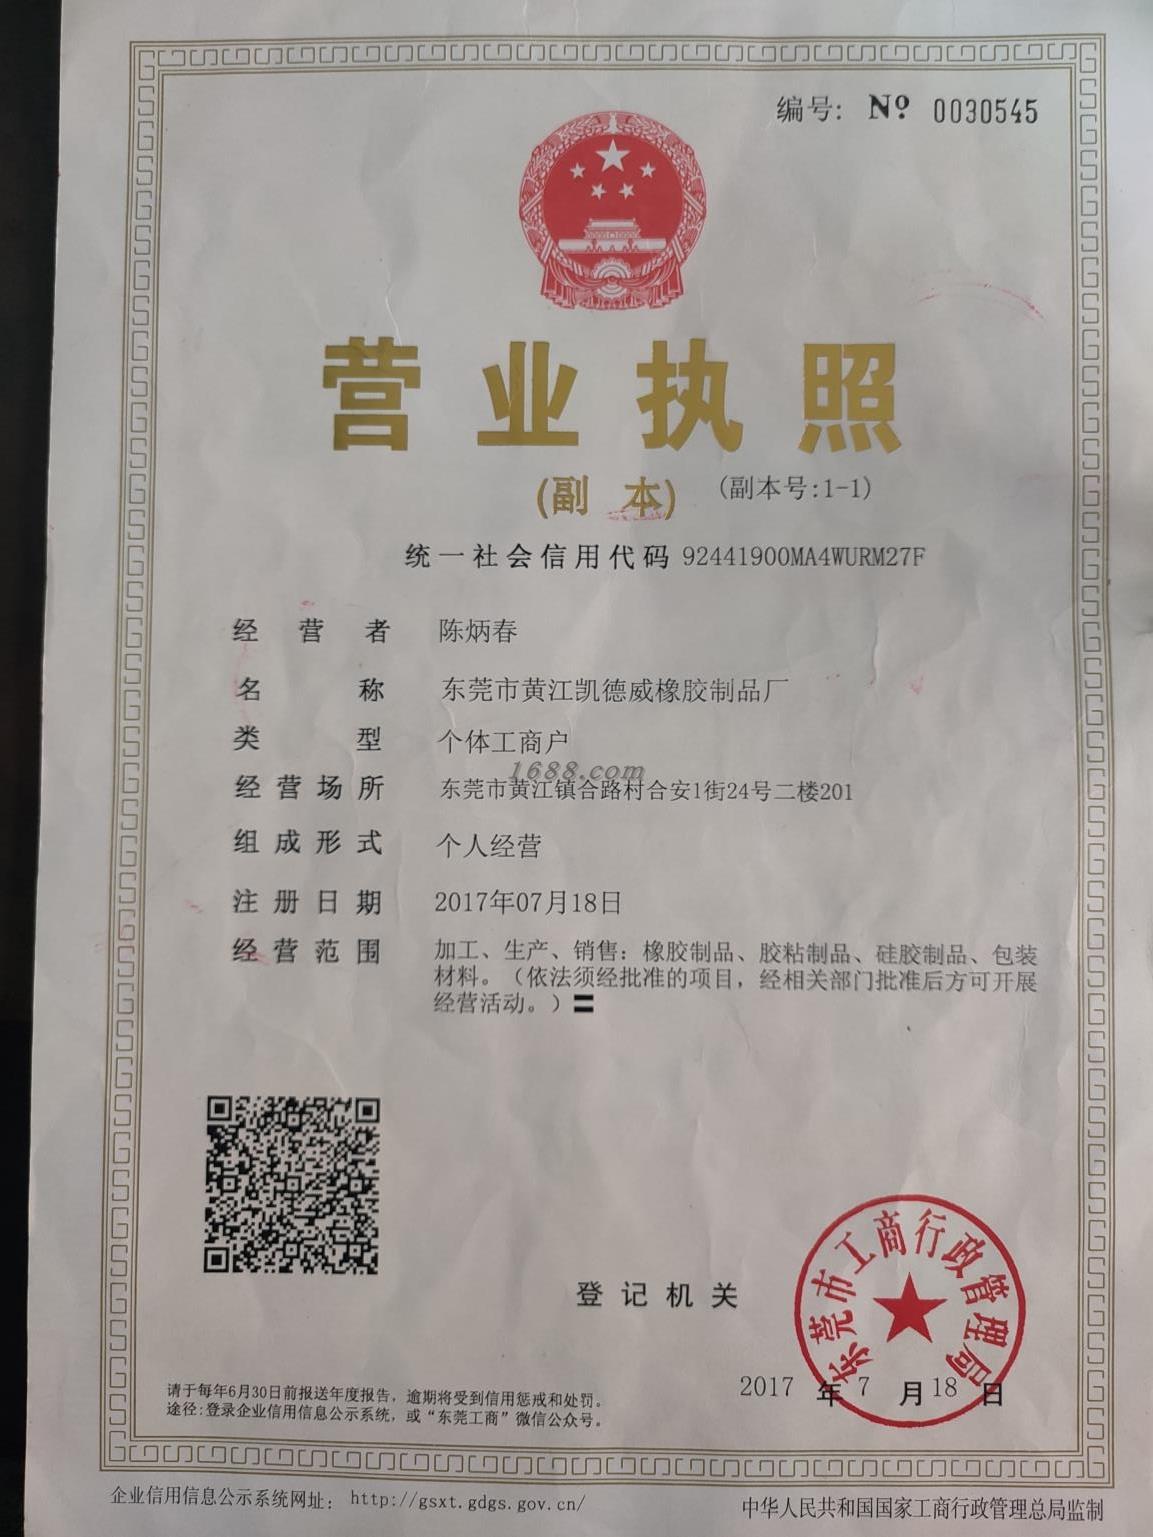 编号: Nº 0030545
营业执照
(副本) (副本号:1-1)
统一社会信用代码 92441900MA4WURM27F
经营者 陈炳春
名称 东莞市黄江凯德威橡胶制品厂
类型 个体工商户
1688.com
经营场所 东莞市黄江镇合路村合安1街24号二楼201
组成形式 个人经营
注册日期 2017年07月18日
经营范围 加工、生产、销售：橡胶制品、胶粘制品、硅胶制品、包装
材料。（依法须经批准的项目，经相关部门批准后方可开展
经营活动。）〓
登记机关
东莞市工商行政管理局
2017 年 7 月 18 日
请于每年6月30日前报送年度报告，逾期将受到信用惩戒和处罚。
途径:登录企业信用信息公示系统，或“东莞工商”微信公众号。
企业信用信息公示系统网址： http://gsxt.gdgs.gov.cn/
中华人民共和国国家工商行政管理总局监制